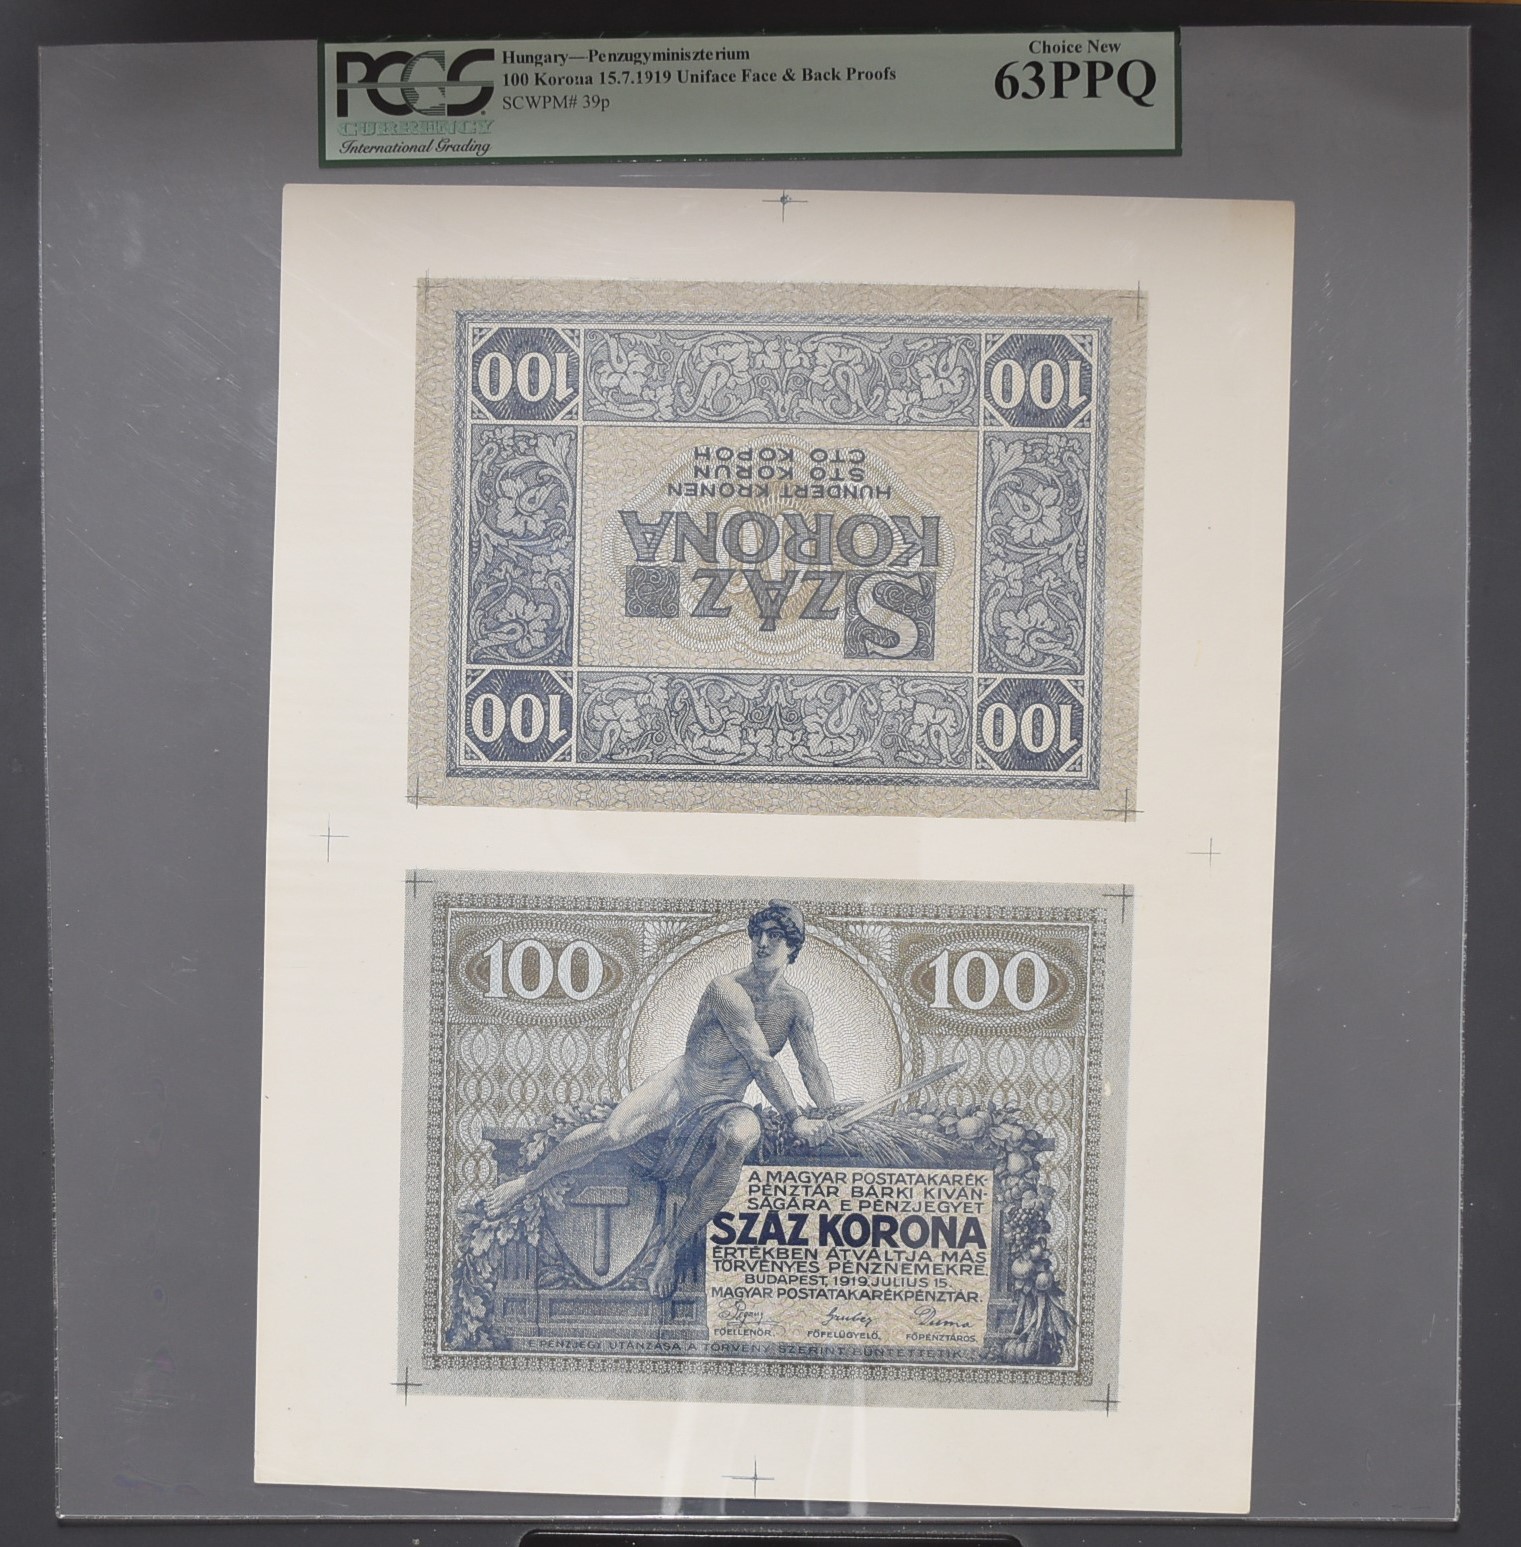 PCGS
CURRENCY
International Grading
Hungary—Penzugyminiszterium
100 Korona 15.7.1919 Uniface Face & Back Proofs
SCWPM# 39p
Choice New
63PPQ
100
100
СТО КОРОН
STO KORUN
HUNDERT KRONEN
KORONA
SZÁZ
100
100
100
100
A MAGYAR POSTATAKARÉK-
PÉNZTÁR BÁRKI KIVÁN-
SÁGÁRA E PÉNZJEGYET
SZÁZ KORONA
ÉRTÉKBEN ÁTVÁLTJA MÁS
TÖRVÉNYES PÉNZNEMEKRE.
BUDAPEST, 1919. JULIUS 15.
MAGYAR POSTATAKARÉKPÉNZTÁR.
Gruber
FŐELLENŐR. FŐFELÜGYELŐ. FŐPÉNZTÁROS.
E PÉNZJEGY UTÁNZÁSA A TÖRVÉNY SZERINT BÜNTETTETIK.